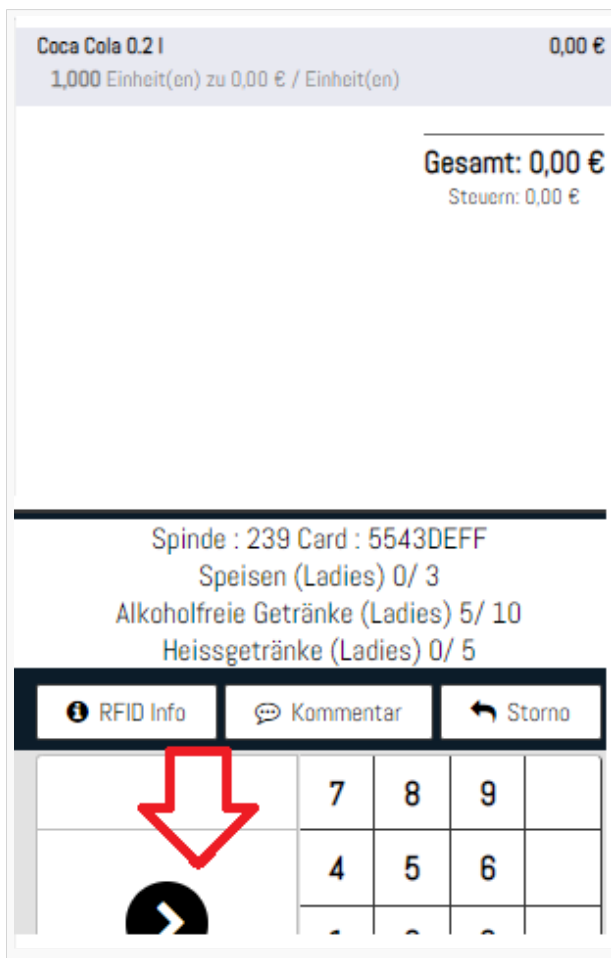 Coca Cola 0.2 l 0,00 €
1,000 Einheit(en) zu 0,00 € / Einheit(en)
Gesamt: 0,00 €
Steuern: 0,00 €
Spinde : 239 Card : 5543DEFF
Speisen (Ladies) 0/ 3
Alkoholfreie Getränke (Ladies) 5/ 10
Heissgetränke (Ladies) 0/ 5
RFID Info Kommentar Storno
7 8 9
4 5 6